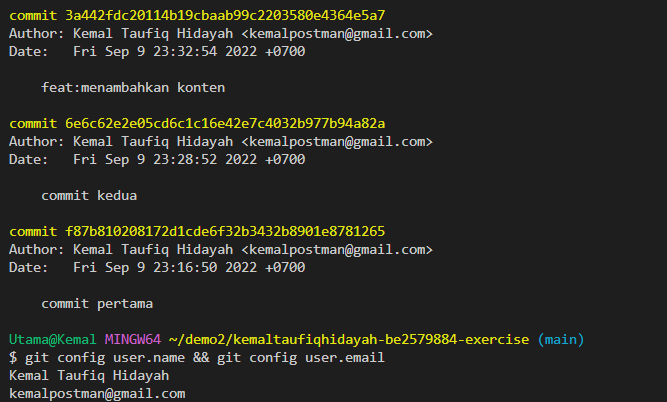 commit 3a442fdc20114b19cbaab99c2203580e4364e5a7
Author: Kemal Taufiq Hidayah <kemalpostman@gmail.com>
Date:   Fri Sep 9 23:32:54 2022 +0700
    feat:menambahkan konten
commit 6e6c62e2e05cd6c1c16e42e7c4032b977b94a82a
Author: Kemal Taufiq Hidayah <kemalpostman@gmail.com>
Date:   Fri Sep 9 23:28:52 2022 +0700
    commit kedua
commit f87b810208172d1cde6f32b3432b8901e8781265
Author: Kemal Taufiq Hidayah <kemalpostman@gmail.com>
Date:   Fri Sep 9 23:16:50 2022 +0700
    commit pertama
Utama@Kemal MINGW64 ~/demo2/kemaltaufiqhidayah-be2579884-exercise (main)
$ git config user.name && git config user.email
Kemal Taufiq Hidayah
kemalpostman@gmail.com